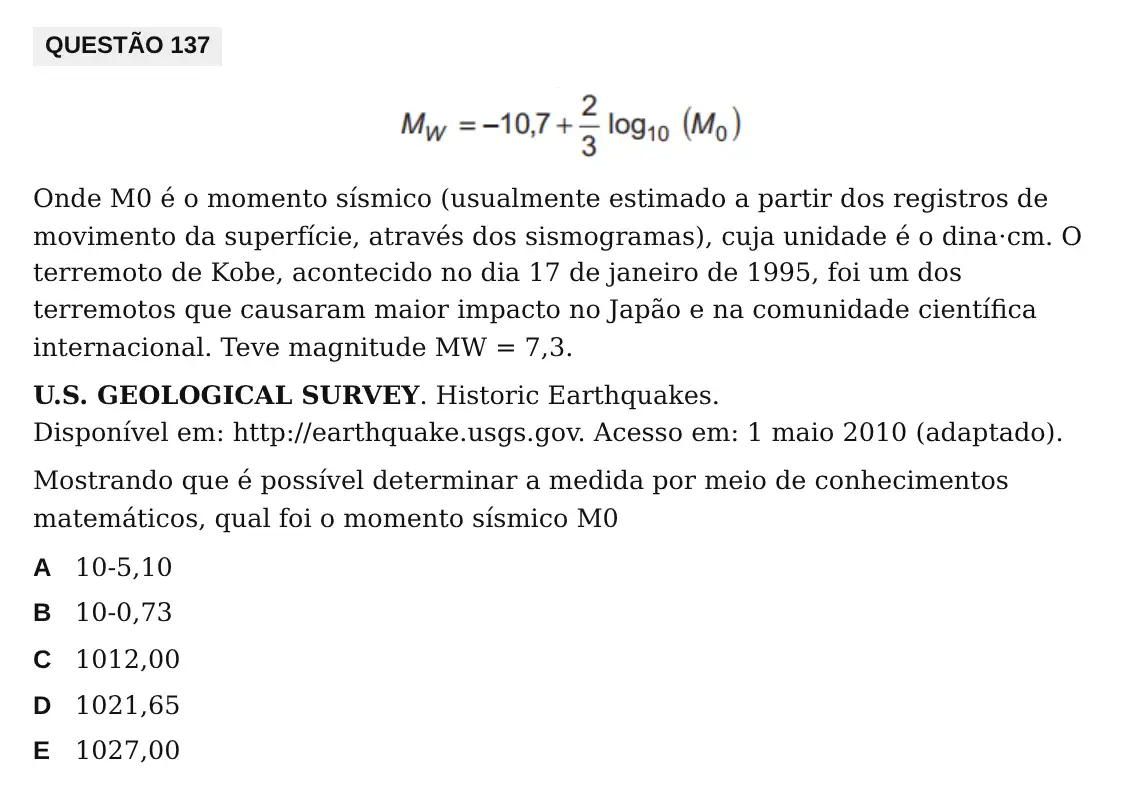 QUESTÃO 137
M_W = –10,7 + 2/3 log10 (M0)
Onde M0 é o momento sísmico (usualmente estimado a partir dos registros de
movimento da superfície, através dos sismogramas), cuja unidade é o dina·cm. O
terremoto de Kobe, acontecido no dia 17 de janeiro de 1995, foi um dos
terremotos que causaram maior impacto no Japão e na comunidade científica
internacional. Teve magnitude MW = 7,3.
U.S. GEOLOGICAL SURVEY. Historic Earthquakes.
Disponível em: http://earthquake.usgs.gov. Acesso em: 1 maio 2010 (adaptado).
Mostrando que é possível determinar a medida por meio de conhecimentos
matemáticos, qual foi o momento sísmico M0
A 10-5,10
B 10-0,73
C 1012,00
D 1021,65
E 1027,00